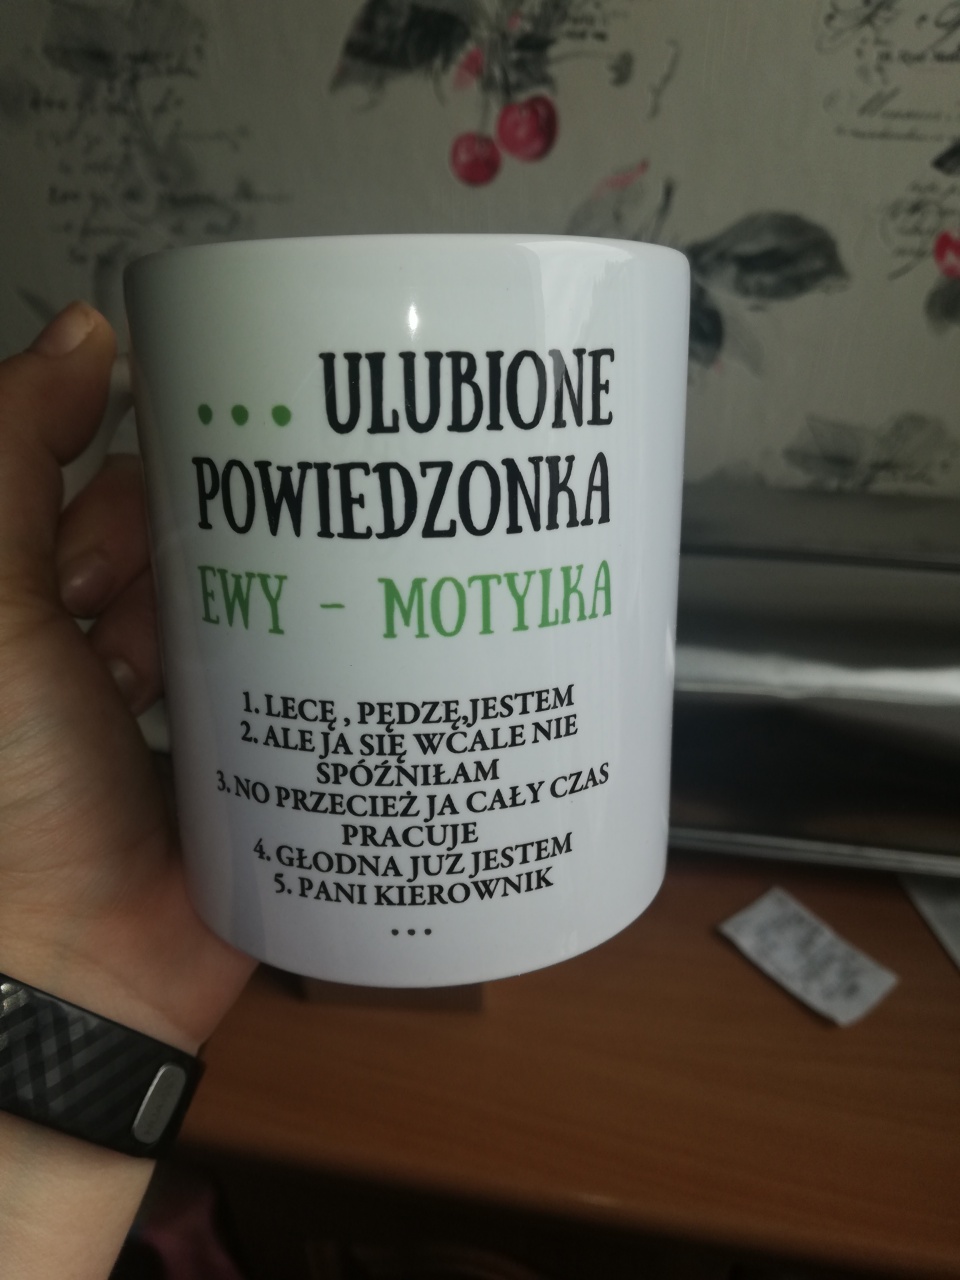 ... ULUBIONE
POWIEDZONKA
EWY - MOTYLKA
1. LECĘ , PĘDZĘ,JESTEM
2. ALE JA SIĘ WCALE NIE
SPÓŹNIŁAM
3. NO PRZECIEŻ JA CAŁY CZAS
PRACUJE
4. GŁODNA JUZ JESTEM
5. PANI KIEROWNIK
...